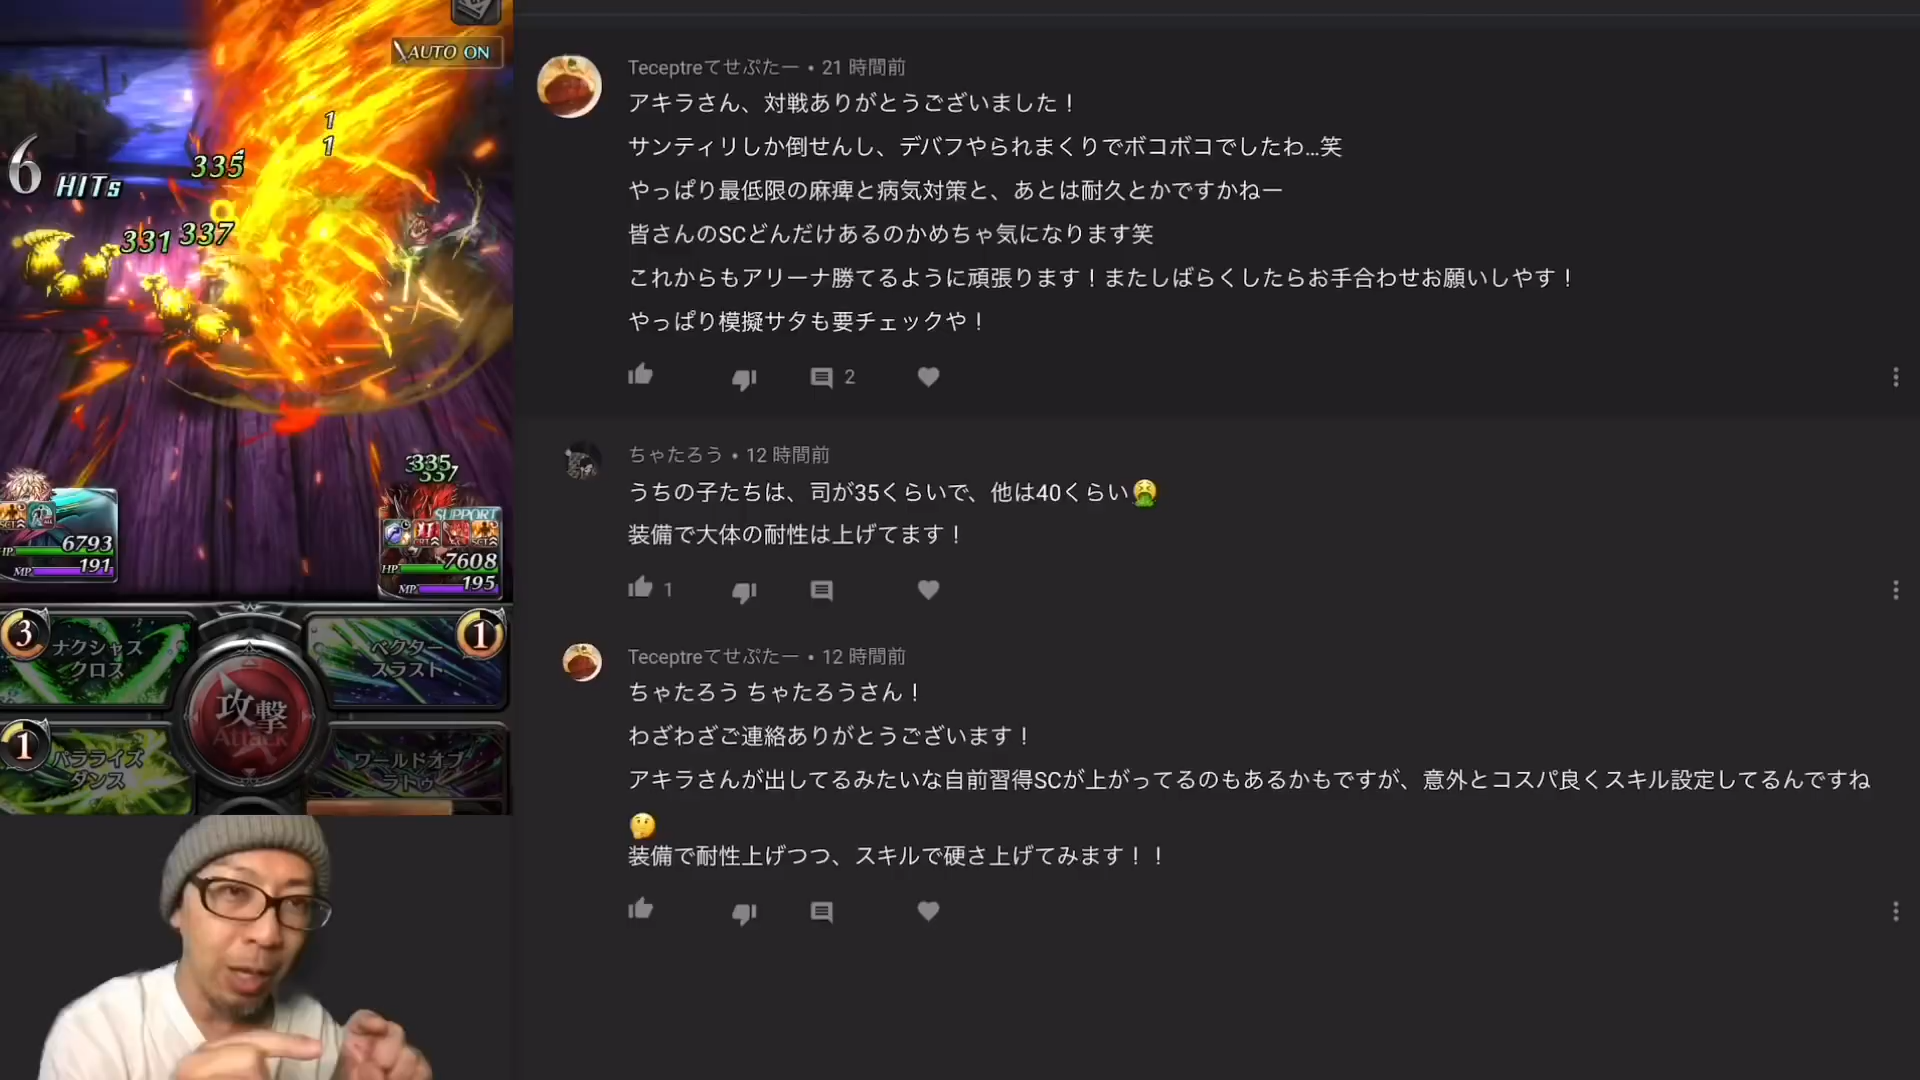 AUTO ON
1
1
6 HITs
335
331
337
335
337
SUPPORT
HP 6793
MP 191
HP 7608
MP 195
3
ナクシャス
クロス
ベクター
スラスト
1
攻撃
Attack
1
パラライズ
ダンス
ワールドオブ
ラトゥ
Teceptreてせぷたー • 21 時間前
アキラさん、対戦ありがとうございました！
サンティリしか倒せんし、デバフやられまくりでボコボコでしたわ...笑
やっぱり最低限の麻痺と病気対策と、あとは耐久とかですかねー
皆さんのSCどんだけあるのかめちゃ気になります笑
これからもアリーナ勝てるように頑張ります！またしばらくしたらお手合わせお願いしやす！
やっぱり模擬サタも要チェックや！
2
ちゃたろう • 12 時間前
うちの子たちは、司が35くらいで、他は40くらい🤮
装備で大体の耐性は上げてます！
1
Teceptreてせぷたー • 12 時間前
ちゃたろう ちゃたろうさん！
わざわざご連絡ありがとうございます！
アキラさんが出してるみたいな自前習得SCが上がってるのもあるかもですが、意外とコスパ良くスキル設定してるんですね
🤔
装備で耐性上げつつ、スキルで硬さ上げてみます！！